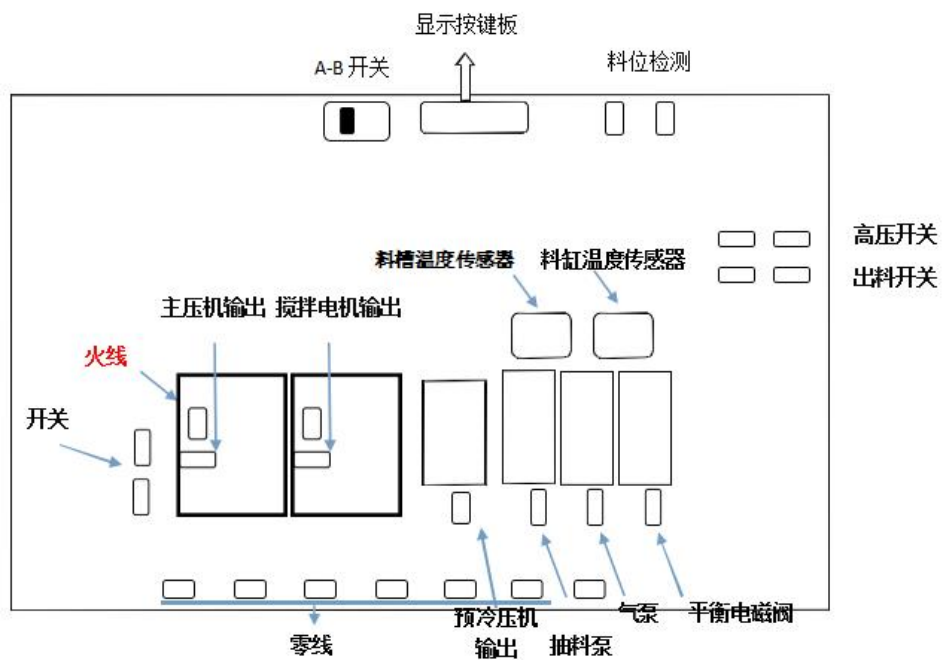 显示按键板
A-B 开关
料位检测
高压开关
料槽温度传感器
料缸温度传感器
出料开关
主压机输出
搅拌电机输出
火线
开关
预冷压机
输出
气泵
平衡电磁阀
零线
抽料泵